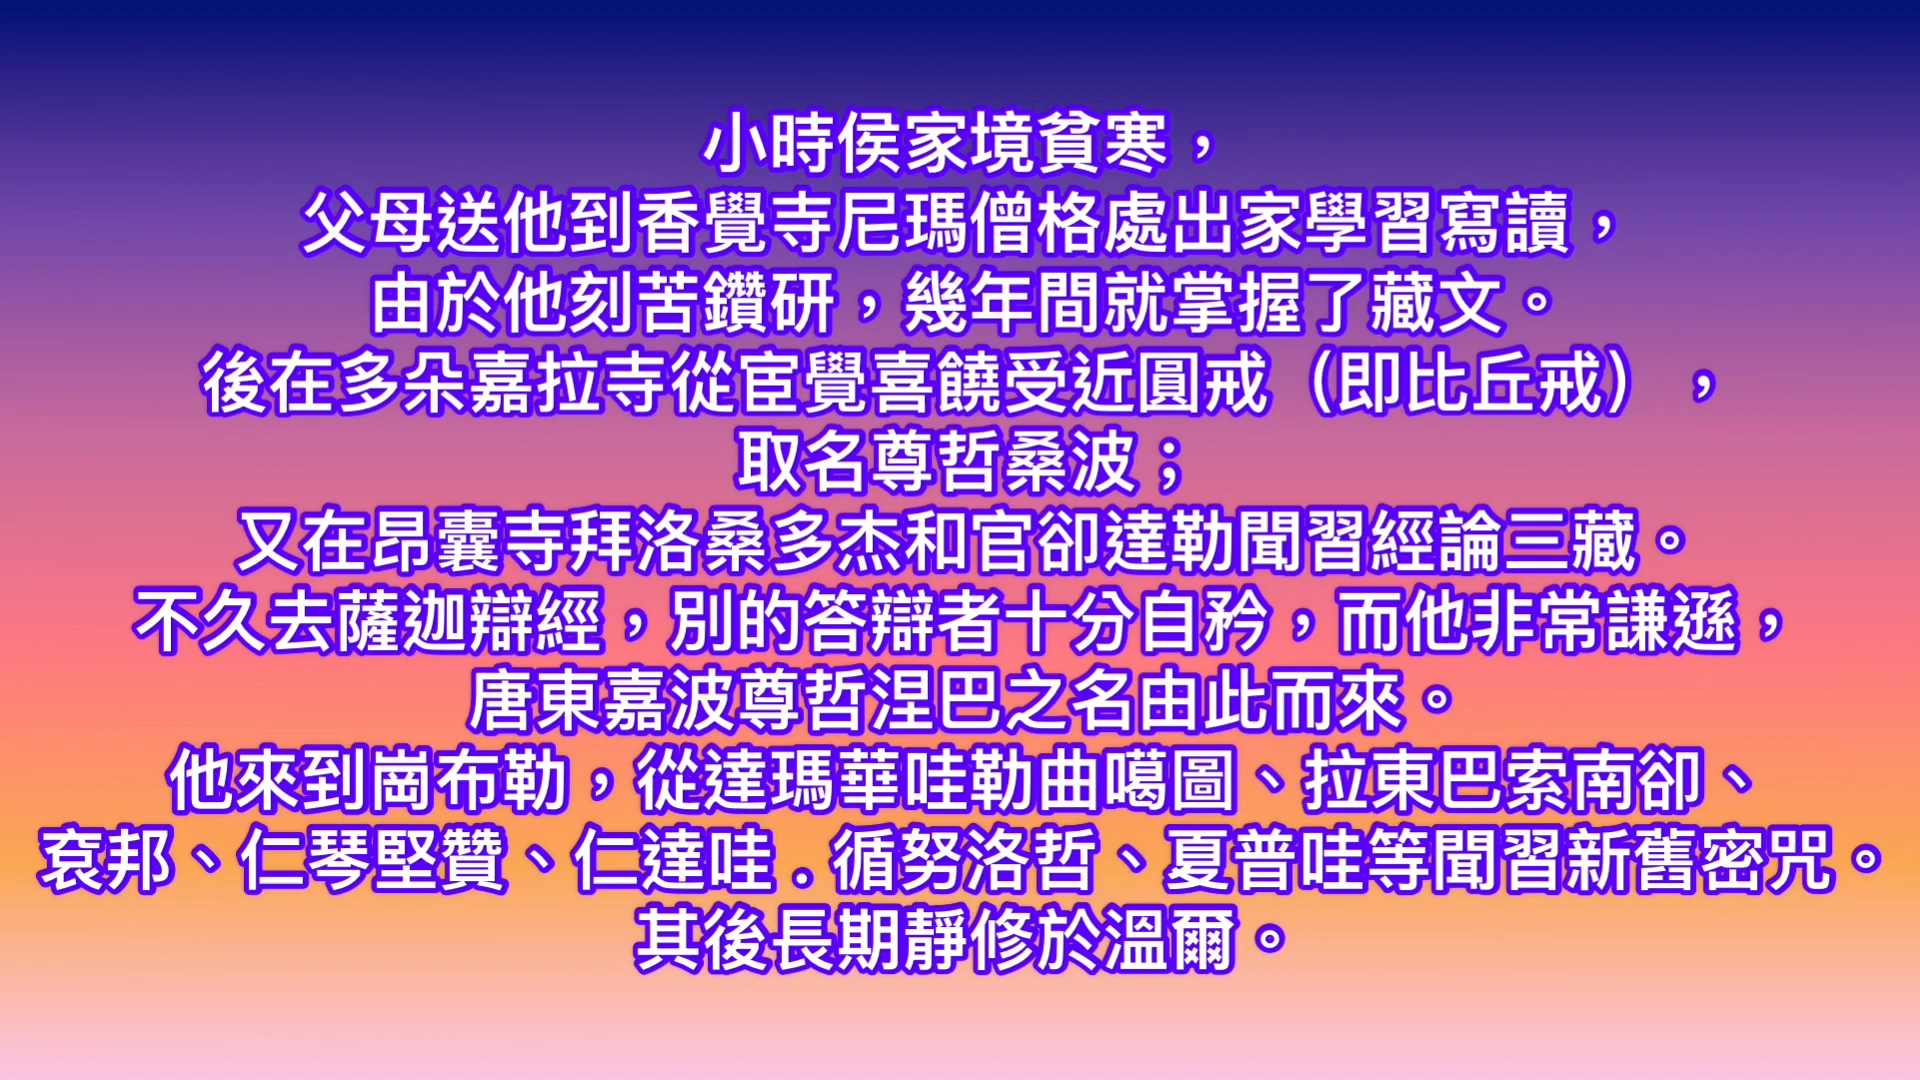 小時侯家境貧寒，
父母送他到香覺寺尼瑪僧格處出家學習寫讀，
由於他刻苦鑽研，幾年間就掌握了藏文。
後在多朵嘉拉寺從宦覺喜饒受近圓戒（即比丘戒），
取名尊哲桑波；
又在昂囊寺拜洛桑多杰和官卻達勒聞習經論三藏。
不久去薩迦辯經，別的答辯者十分自矜，而他非常謙遜，
唐東嘉波尊哲涅巴之名由此而來。
他來到崗布勒，從達瑪華哇勒曲噶圖、拉東巴索南卻、
袞邦、仁琴堅贊、仁達哇．循努洛哲、夏普哇等聞習新舊密咒。
其後長期靜修於溫爾。